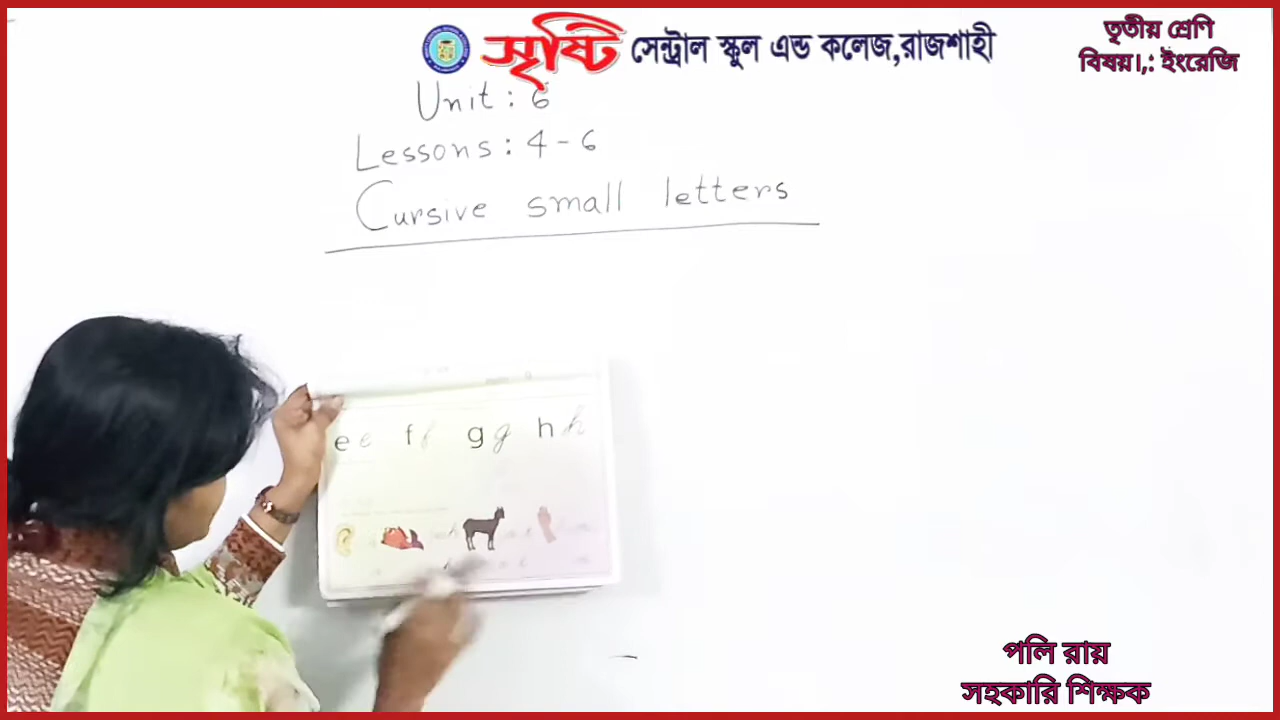 সৃষ্টি সেন্ট্রাল স্কুল এন্ড কলেজ,রাজশাহী
তৃতীয় শ্রেণি
বিষয়।,: ইংরেজি
Unit : 6
Lessons : 4 - 6
Cursive small letters
e e f f g g h h
পলি রায়
সহকারি শিক্ষক